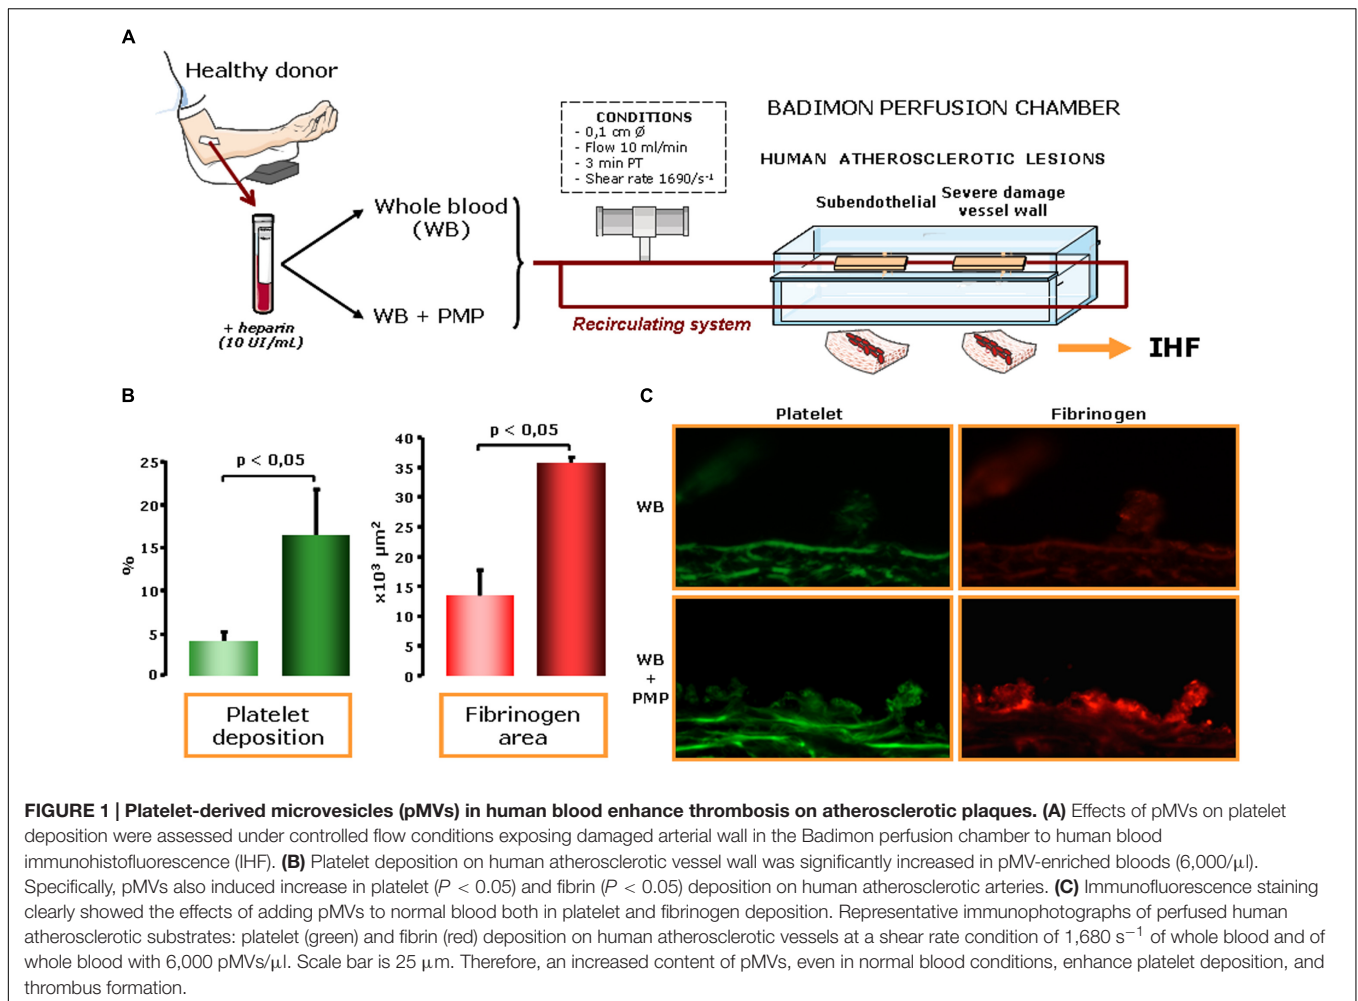 A
Healthy donor
+ heparin
(10 UI/mL)
Whole blood
(WB)
WB + PMP
CONDITIONS
- 0,1 cm Ø
- Flow 10 ml/min
- 3 min PT
- Shear rate 1690/s⁻¹
Recirculating system
BADIMON PERFUSION CHAMBER
HUMAN ATHEROSCLEROTIC LESIONS
Subendothelial
Severe damage
vessel wall
IHF
B
%
25
20
15
10
5
0
p < 0,05
Platelet
deposition
x10³ µm²
40
35
30
25
20
15
10
5
0
p < 0,05
Fibrinogen
area
C
Platelet
Fibrinogen
WB
WB
+
PMP
FIGURE 1 | Platelet-derived microvesicles (pMVs) in human blood enhance thrombosis on atherosclerotic plaques. (A) Effects of pMVs on platelet
deposition were assessed under controlled flow conditions exposing damaged arterial wall in the Badimon perfusion chamber to human blood
immunohistofluorescence (IHF). (B) Platelet deposition on human atherosclerotic vessel wall was significantly increased in pMV-enriched bloods (6,000/µl).
Specifically, pMVs also induced increase in platelet (P < 0.05) and fibrin (P < 0.05) deposition on human atherosclerotic arteries. (C) Immunofluorescence staining
clearly showed the effects of adding pMVs to normal blood both in platelet and fibrinogen deposition. Representative immunophotographs of perfused human
atherosclerotic substrates: platelet (green) and fibrin (red) deposition on human atherosclerotic vessels at a shear rate condition of 1,680 s⁻¹ of whole blood and of
whole blood with 6,000 pMVs/µl. Scale bar is 25 µm. Therefore, an increased content of pMVs, even in normal blood conditions, enhance platelet deposition, and
thrombus formation.